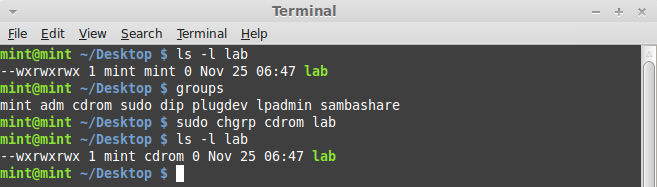 Terminal
File Edit View Search Terminal Help
mint@mint ~/Desktop $ ls -l lab
--wxrwxrwx 1 mint mint 0 Nov 25 06:47 lab
mint@mint ~/Desktop $ groups
mint adm cdrom sudo dip plugdev lpadmin sambashare
mint@mint ~/Desktop $ sudo chgrp cdrom lab
mint@mint ~/Desktop $ ls -l lab
--wxrwxrwx 1 mint cdrom 0 Nov 25 06:47 lab
mint@mint ~/Desktop $